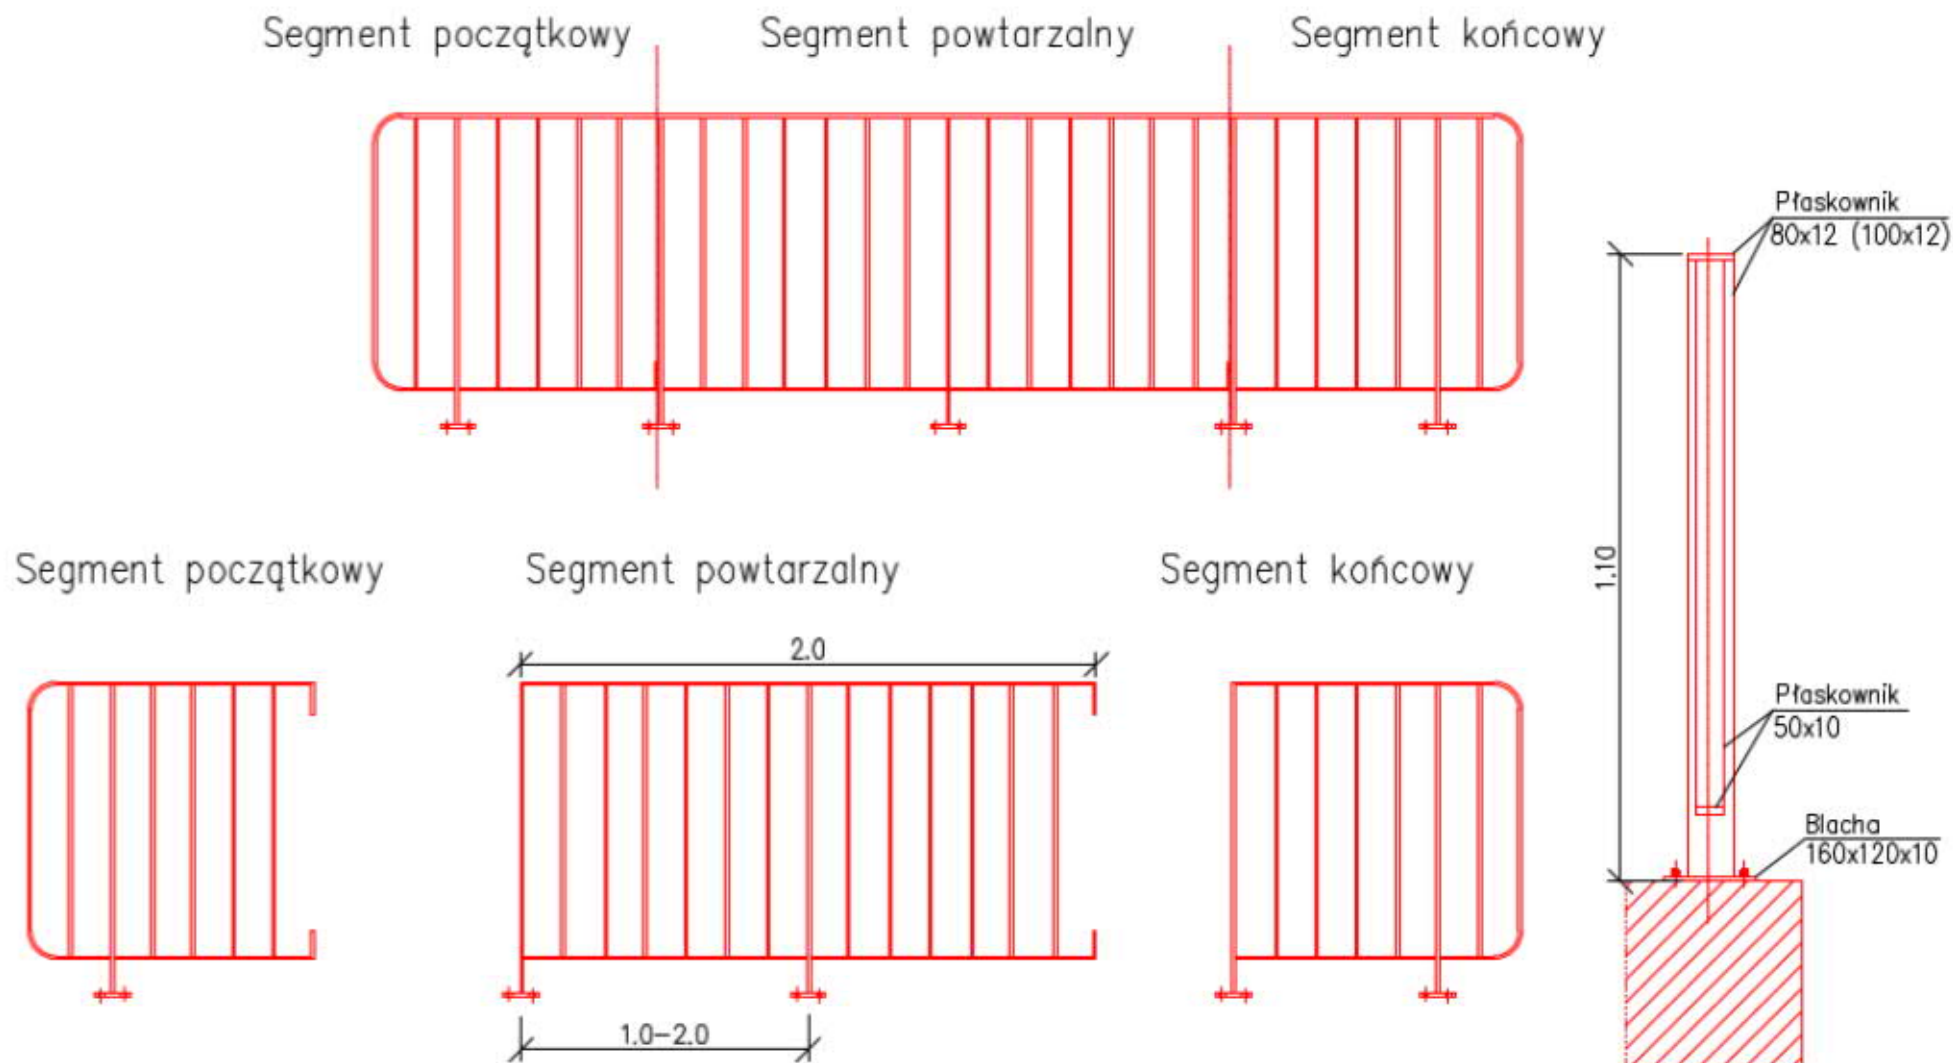 Segment początkowy
Segment powtarzalny
Segment końcowy
Płaskownik
80x12 (100x12)
1.10
Segment początkowy
Segment powtarzalny
Segment końcowy
2.0
Płaskownik
50x10
Blacha
160x120x10
1.0-2.0